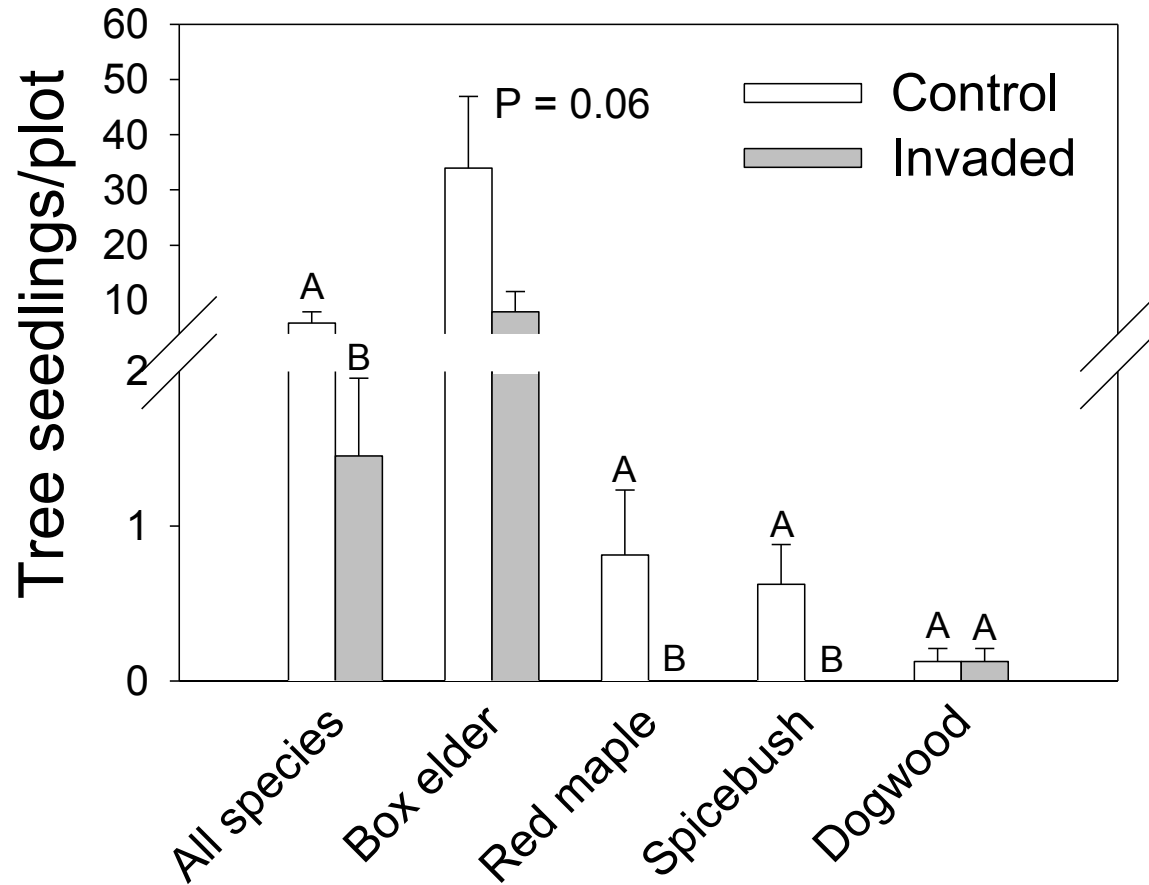 Tree seedlings/plot
60
50
40
30
20
10
2
1
0
P = 0.06
Control
Invaded
A
B
A
B
A
B
A
A
All species
Box elder
Red maple
Spicebush
Dogwood